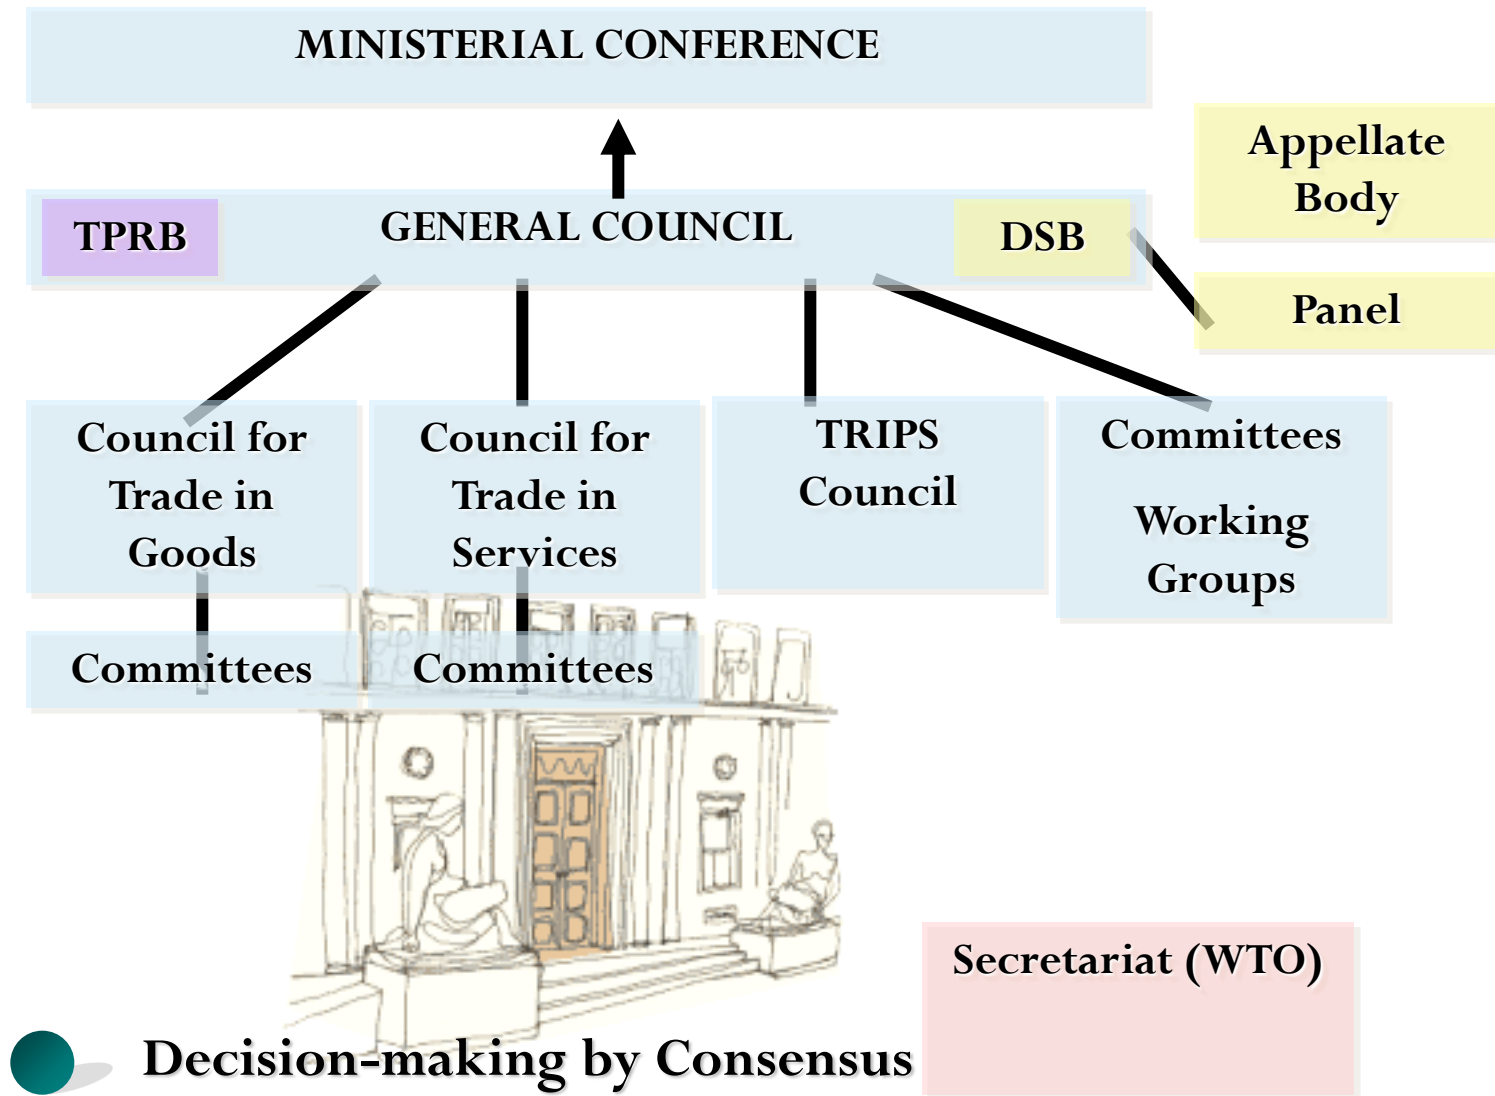 MINISTERIAL CONFERENCE
Appellate
Body
TPRB
GENERAL COUNCIL
DSB
Panel
Council for
Trade in
Goods
Council for
Trade in
Services
TRIPS
Council
Committees
Working
Groups
Committees
Committees
Secretariat (WTO)
Decision-making by Consensus